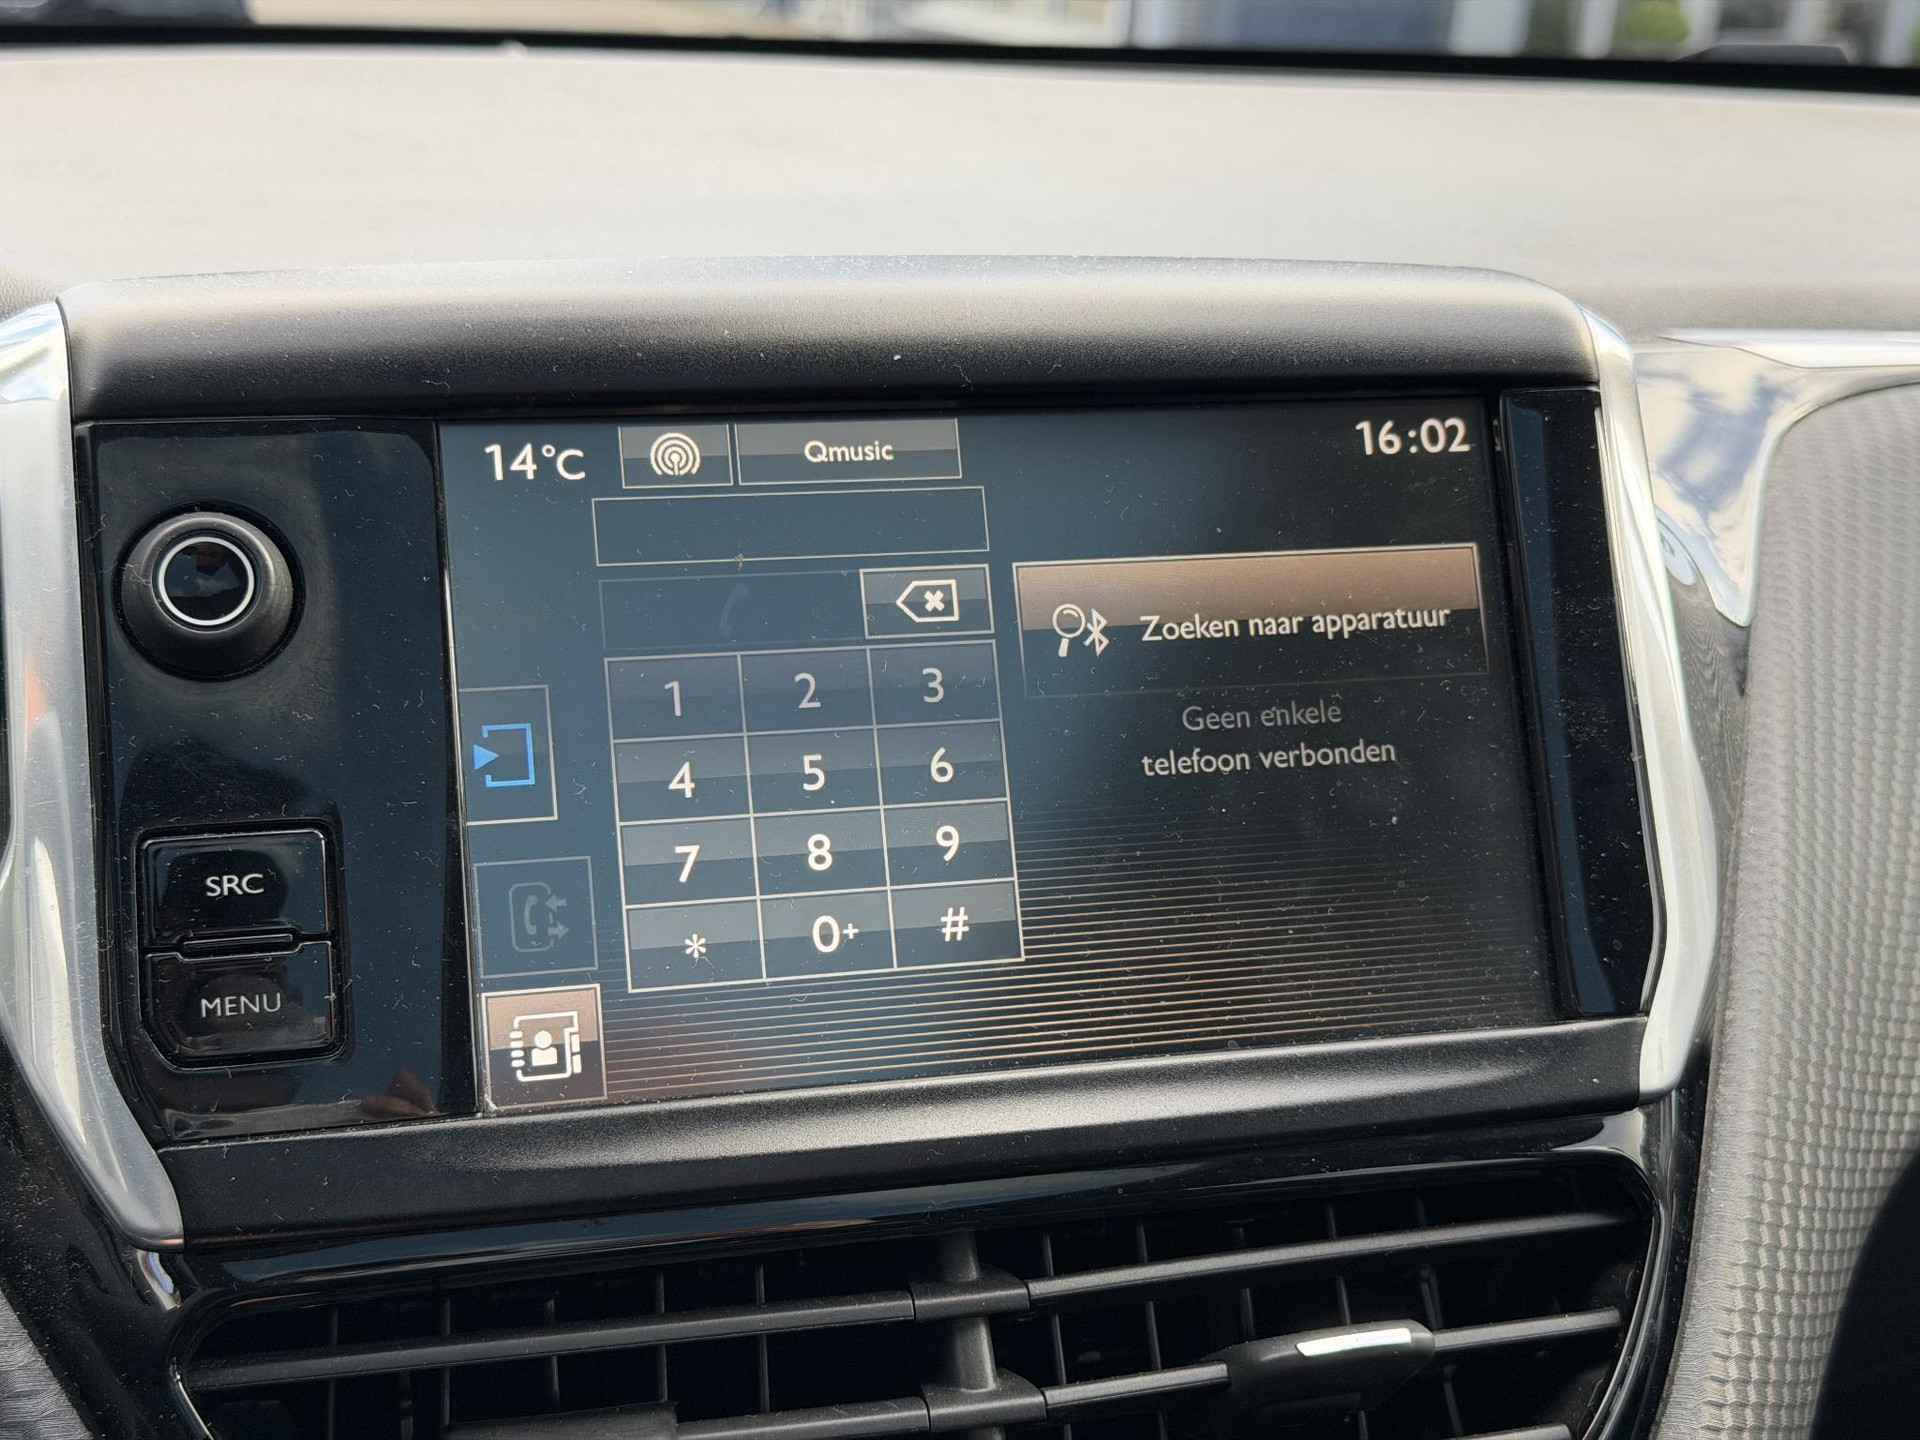 14°C
Qmusic
16:02
Zoeken naar apparatuur
Geen enkele
telefoon verbonden
1 2 3
4 5 6
7 8 9
* 0+ #
SRC
MENU